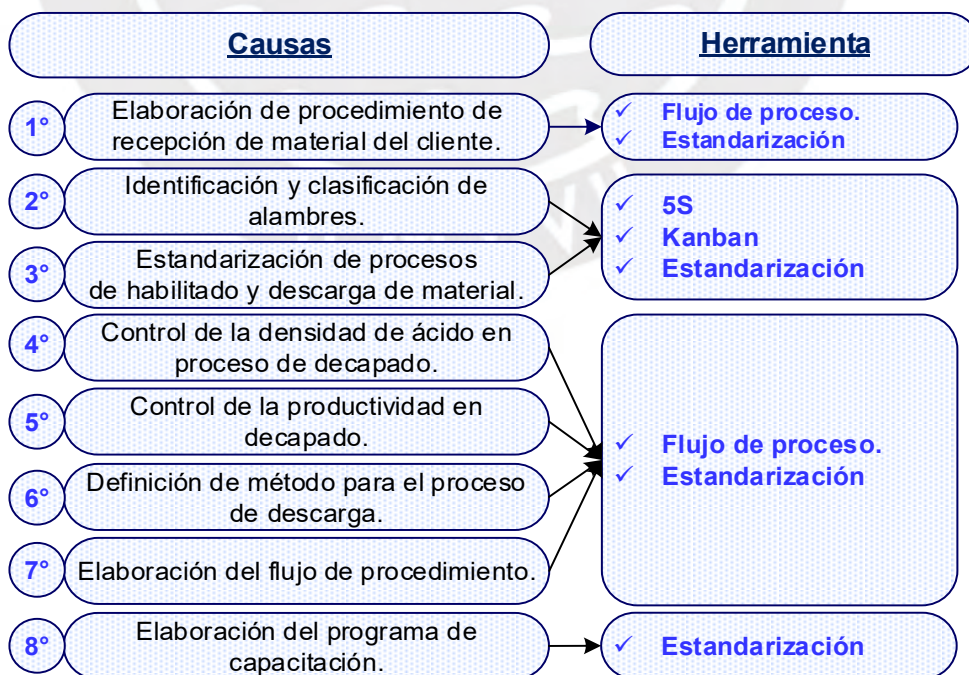 Causas
Herramienta
1°
Elaboración de procedimiento de
recepción de material del cliente.
✓ Flujo de proceso.
✓ Estandarización
2°
Identificación y clasificación de
alambres.
3°
Estandarización de procesos
de habilitado y descarga de material.
✓ 5S
✓ Kanban
✓ Estandarización
4°
Control de la densidad de ácido en
proceso de decapado.
5°
Control de la productividad en
decapado.
6°
Definición de método para el proceso
de descarga.
7°
Elaboración del flujo de procedimiento.
✓ Flujo de proceso.
✓ Estandarización
8°
Elaboración del programa de
capacitación.
✓ Estandarización